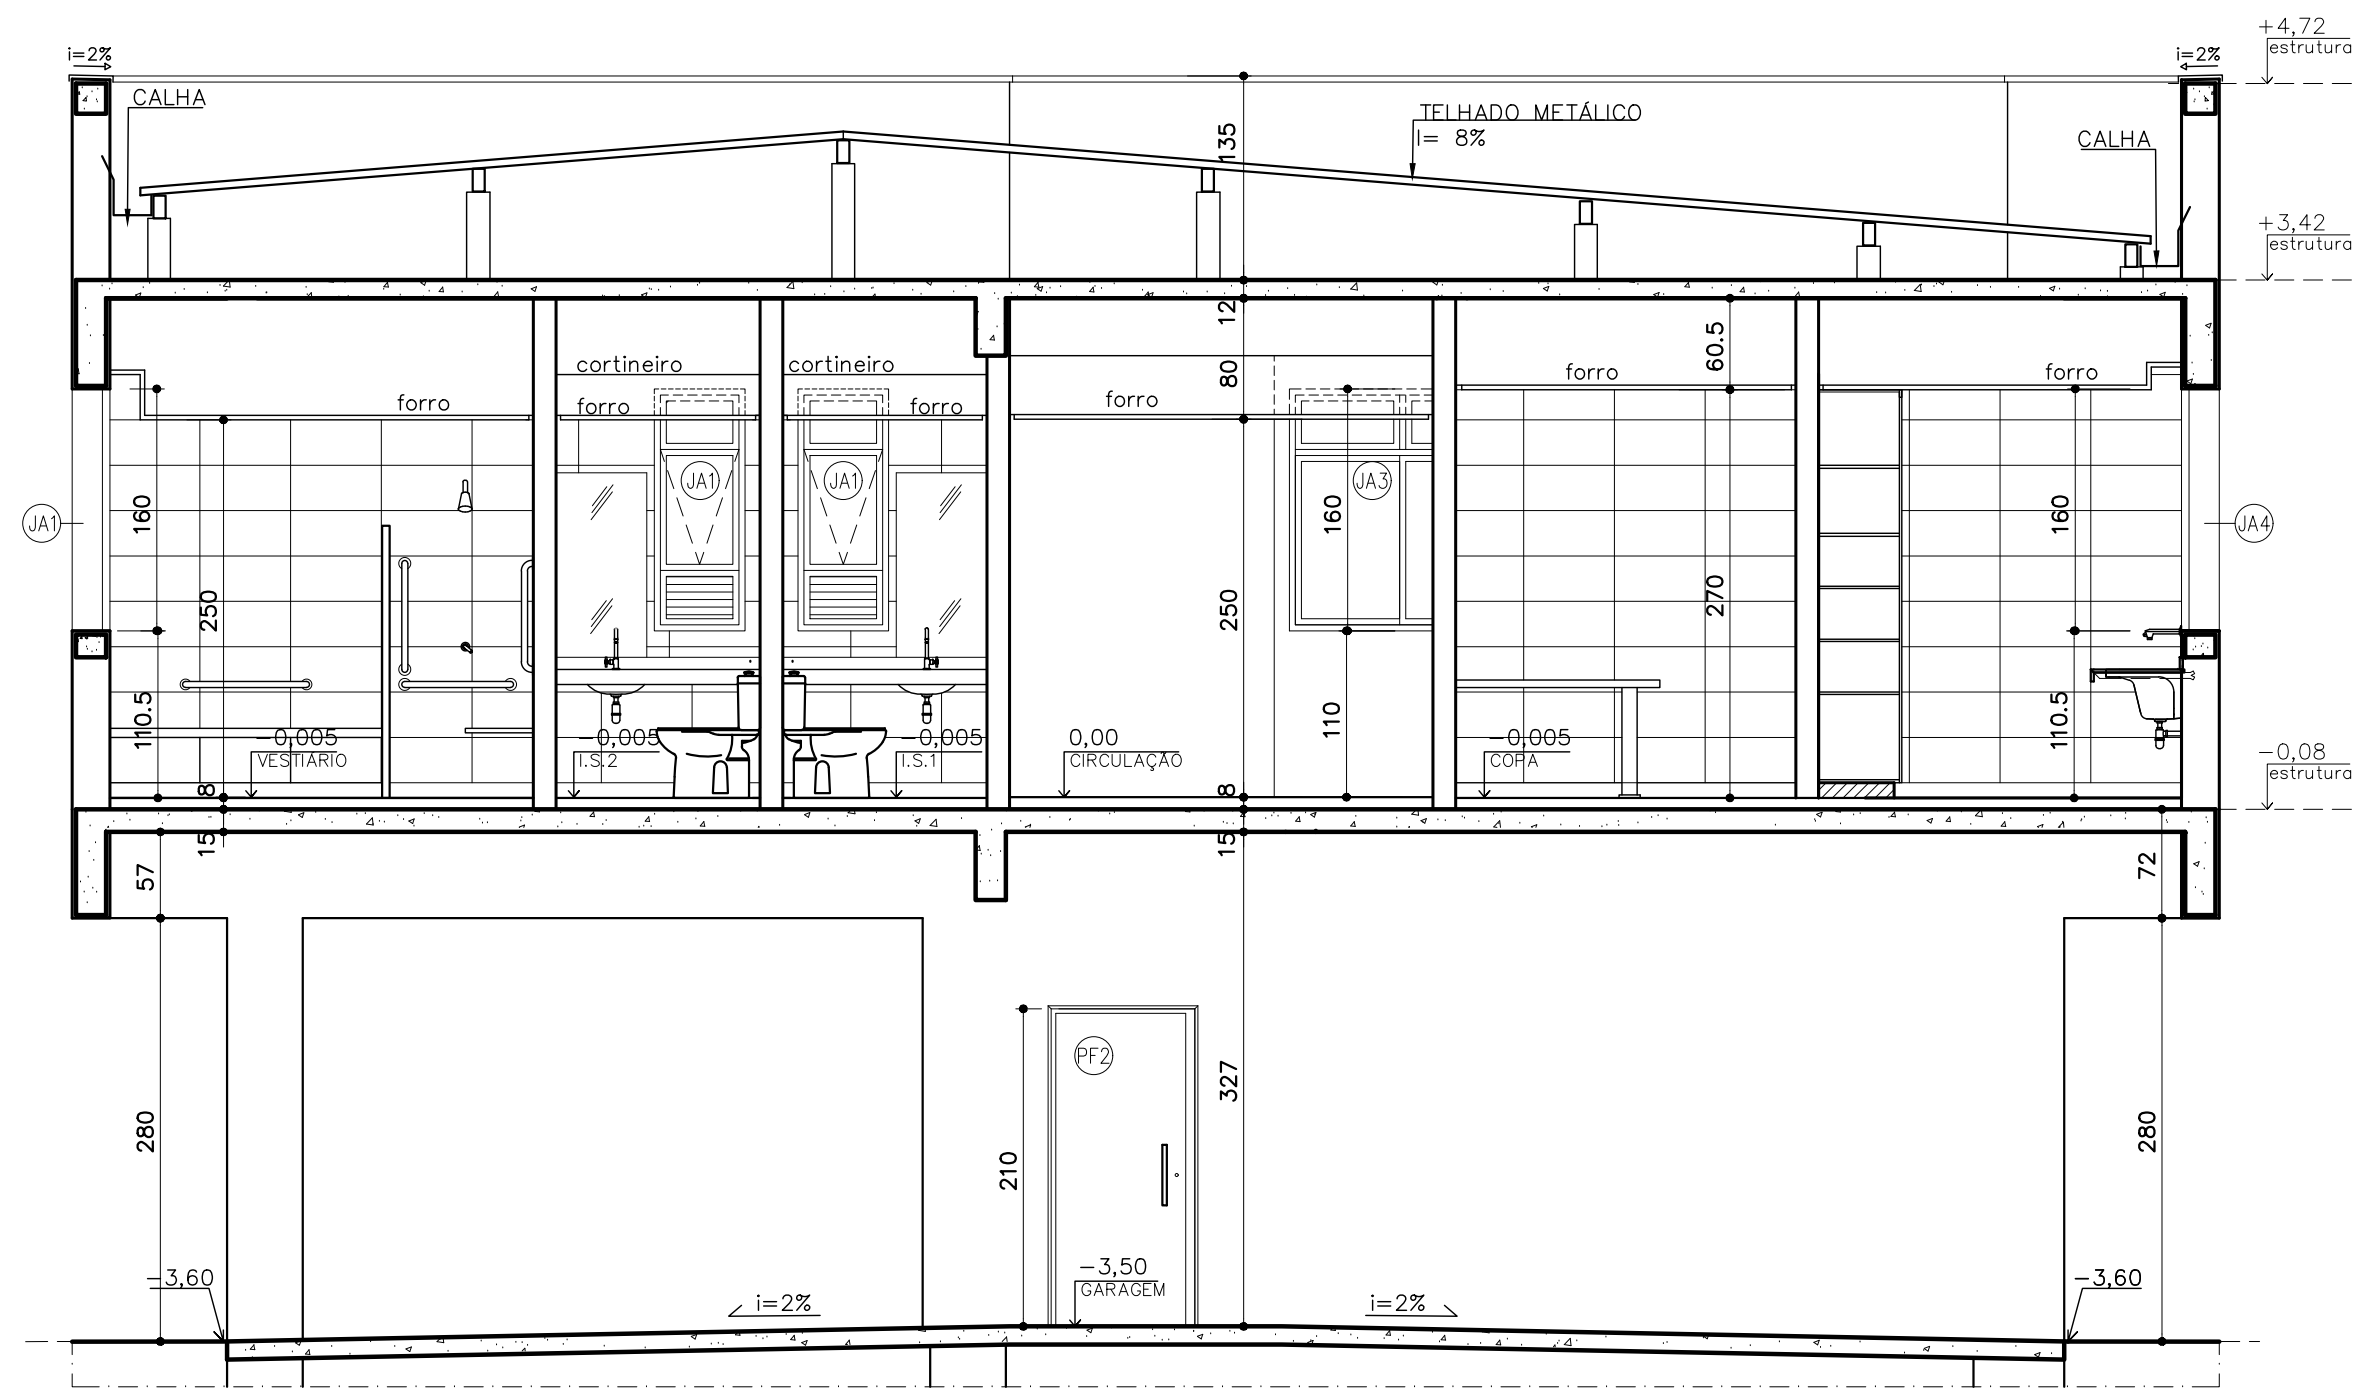 +4,72
estrutura
i=2%
i=2%
CALHA
TELHADO METÁLICO
I= 8%
135
CALHA
+3,42
estrutura
12
60.5
cortineiro
cortineiro
80
forro
forro
forro
forro
forro
forro
JA1
JA1
JA3
JA1
160
160
160
JA4
250
250
270
110.5
110
110.5
-0,005
VESTIÁRIO
-0,005
I.S.2
-0,005
I.S.1
0,00
CIRCULAÇÃO
-0,005
COPA
-0,08
estrutura
8
8
15
15
57
72
PF2
327
280
210
280
-3,60
-3,50
GARAGEM
-3,60
i=2%
i=2%